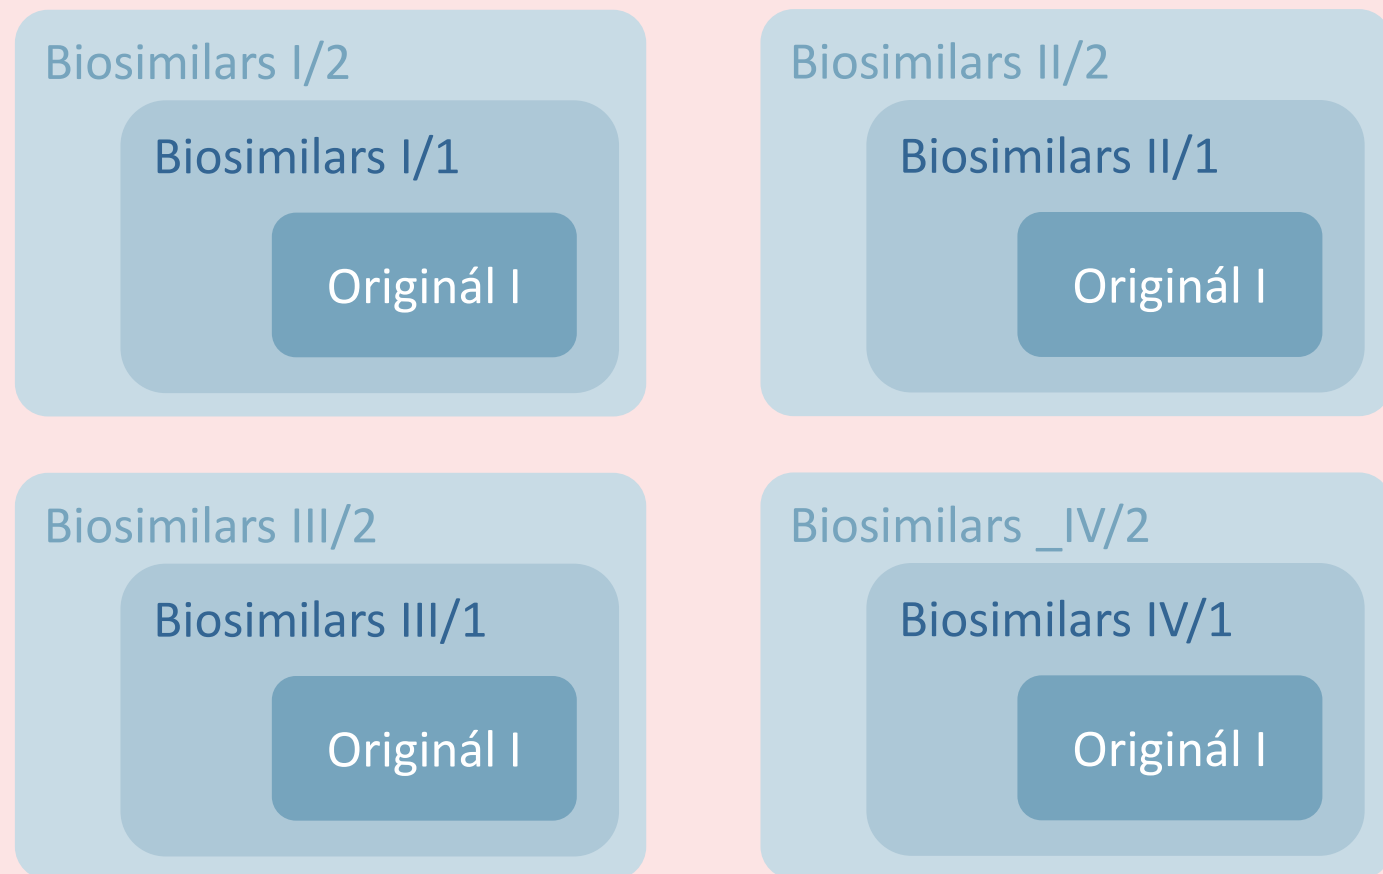 Biosimilars I/2
Biosimilars I/1
Originál I
Biosimilars II/2
Biosimilars II/1
Originál I
Biosimilars III/2
Biosimilars III/1
Originál I
Biosimilars _IV/2
Biosimilars IV/1
Originál I